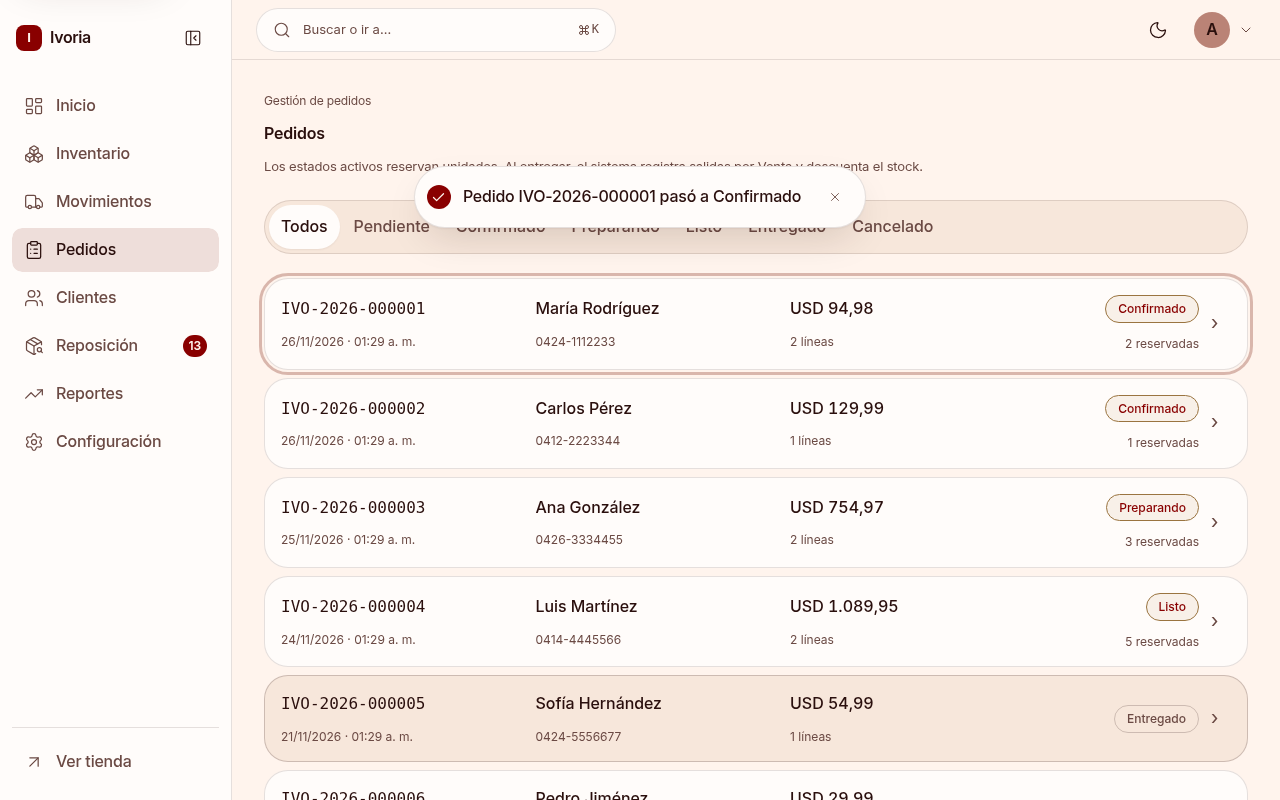 I Ivoria
Buscar o ir a...
⌘K
A
Inicio
Inventario
Movimientos
Pedidos
Clientes
Reposición 13
Reportes
Configuración
Ver tienda
Gestión de pedidos
Pedidos
Los estados activos reservan unidades. Al entregar, el sistema registra salidas por Venta y descuenta el stock.
Pedido IVO-2026-000001 pasó a Confirmado
Todos Pendiente Confirmado Preparando Listo Entregado Cancelado
IVO-2026-000001 María Rodríguez USD 94,98 Confirmado
26/11/2026 · 01:29 a. m. 0424-1112233 2 líneas 2 reservadas
IVO-2026-000002 Carlos Pérez USD 129,99 Confirmado
26/11/2026 · 01:29 a. m. 0412-2223344 1 líneas 1 reservadas
IVO-2026-000003 Ana González USD 754,97 Preparando
25/11/2026 · 01:29 a. m. 0426-3334455 2 líneas 3 reservadas
IVO-2026-000004 Luis Martínez USD 1.089,95 Listo
24/11/2026 · 01:29 a. m. 0414-4445566 2 líneas 5 reservadas
IVO-2026-000005 Sofía Hernández USD 54,99 Entregado
21/11/2026 · 01:29 a. m. 0424-5556677 1 líneas
IVO-2026-000006 Pedro Jiménez USD 29,99